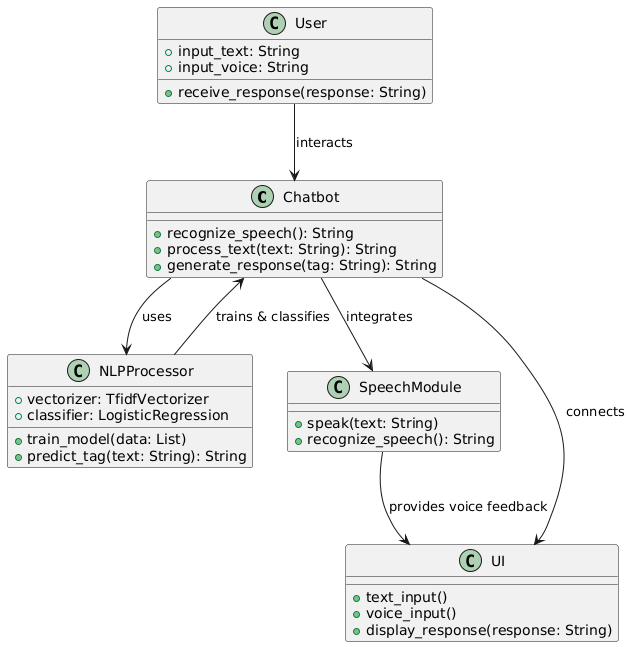 C User
input_text: String
input_voice: String
receive_response(response: String)
interacts
C Chatbot
recognize_speech(): String
process_text(text: String): String
generate_response(tag: String): String
uses
trains & classifies
integrates
C NLPProcessor
vectorizer: TfidfVectorizer
classifier: LogisticRegression
train_model(data: List)
predict_tag(text: String): String
C SpeechModule
speak(text: String)
recognize_speech(): String
connects
provides voice feedback
C UI
text_input()
voice_input()
display_response(response: String)